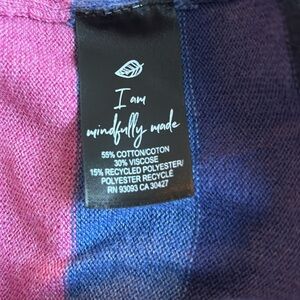 I am
mindfully made
55% COTTON/COTON
30% VISCOSE
15% RECYCLED POLYESTER/
POLYESTER RECYCLÉ
RN 93093 CA 30427